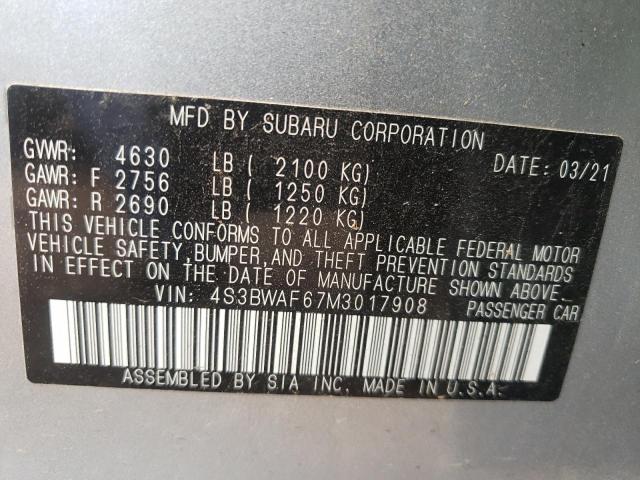 MFD BY SUBARU CORPORATION
GVWR: 4630 LB ( 2100 KG) DATE: 03/21
GAWR: F 2756 LB ( 1250 KG)
GAWR: R 2690 LB ( 1220 KG)
THIS VEHICLE CONFORMS TO ALL APPLICABLE FEDERAL MOTOR
VEHICLE SAFETY, BUMPER, AND THEFT PREVENTION STANDARDS
IN EFFECT ON THE DATE OF MANUFACTURE SHOWN ABOVE.
VIN: 4S3BWAF67M3017908 PASSENGER CAR
ASSEMBLED BY SIA INC. MADE IN U.S.A.